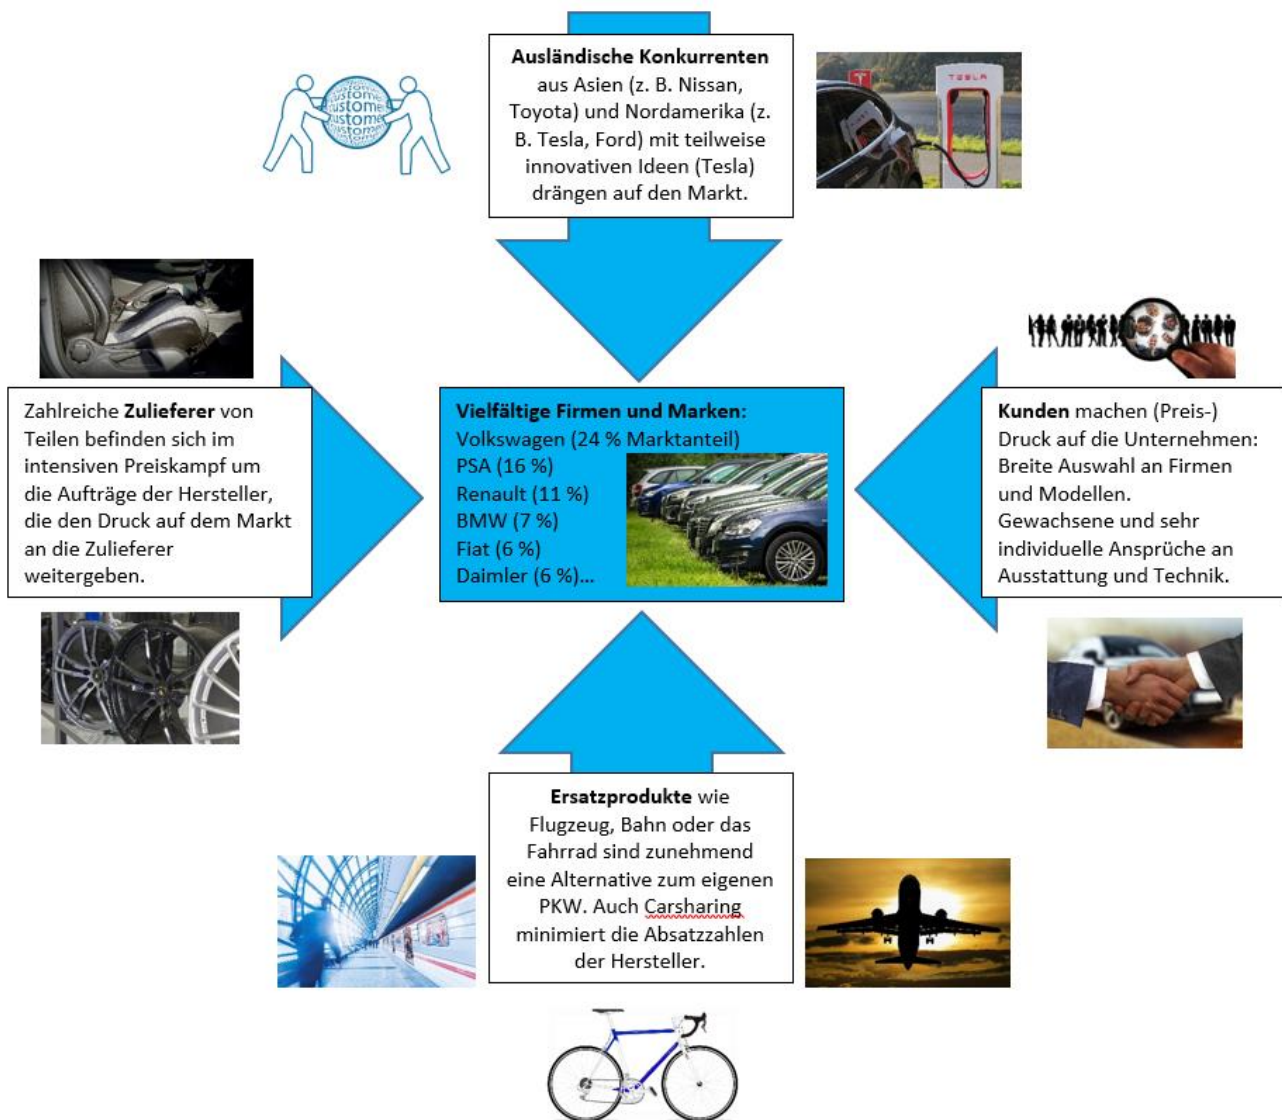 Ausländische Konkurrenten
aus Asien (z. B. Nissan,
Toyota) und Nordamerika (z.
B. Tesla, Ford) mit teilweise
innovativen Ideen (Tesla)
drängen auf den Markt.
TESLA
Zahlreiche Zulieferer von
Teilen befinden sich im
intensiven Preiskampf um
die Aufträge der Hersteller,
die den Druck auf dem Markt
an die Zulieferer
weitergeben.
Vielfältige Firmen und Marken:
Volkswagen (24 % Marktanteil)
PSA (16 %)
Renault (11 %)
BMW (7 %)
Fiat (6 %)
Daimler (6 %)...
Kunden machen (Preis-)
Druck auf die Unternehmen:
Breite Auswahl an Firmen
und Modellen.
Gewachsene und sehr
individuelle Ansprüche an
Ausstattung und Technik.
Ersatzprodukte wie
Flugzeug, Bahn oder das
Fahrrad sind zunehmend
eine Alternative zum eigenen
PKW. Auch Carsharing
minimiert die Absatzzahlen
der Hersteller.